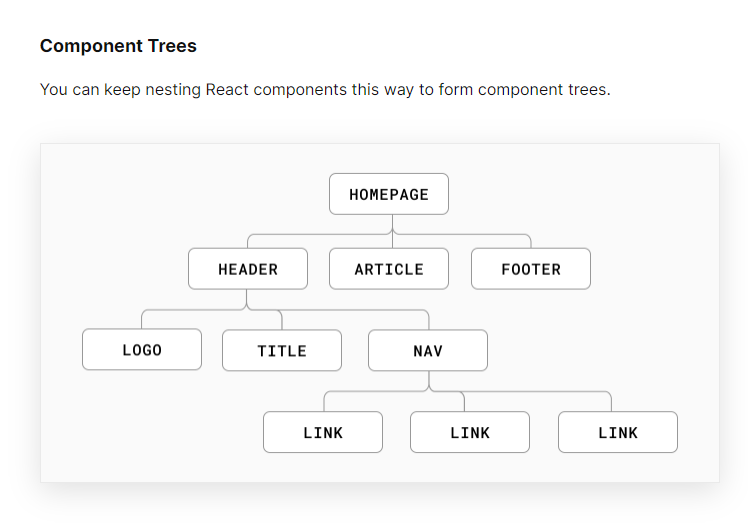 Component Trees
You can keep nesting React components this way to form component trees.
HOMEPAGE
HEADER
ARTICLE
FOOTER
LOGO
TITLE
NAV
LINK
LINK
LINK